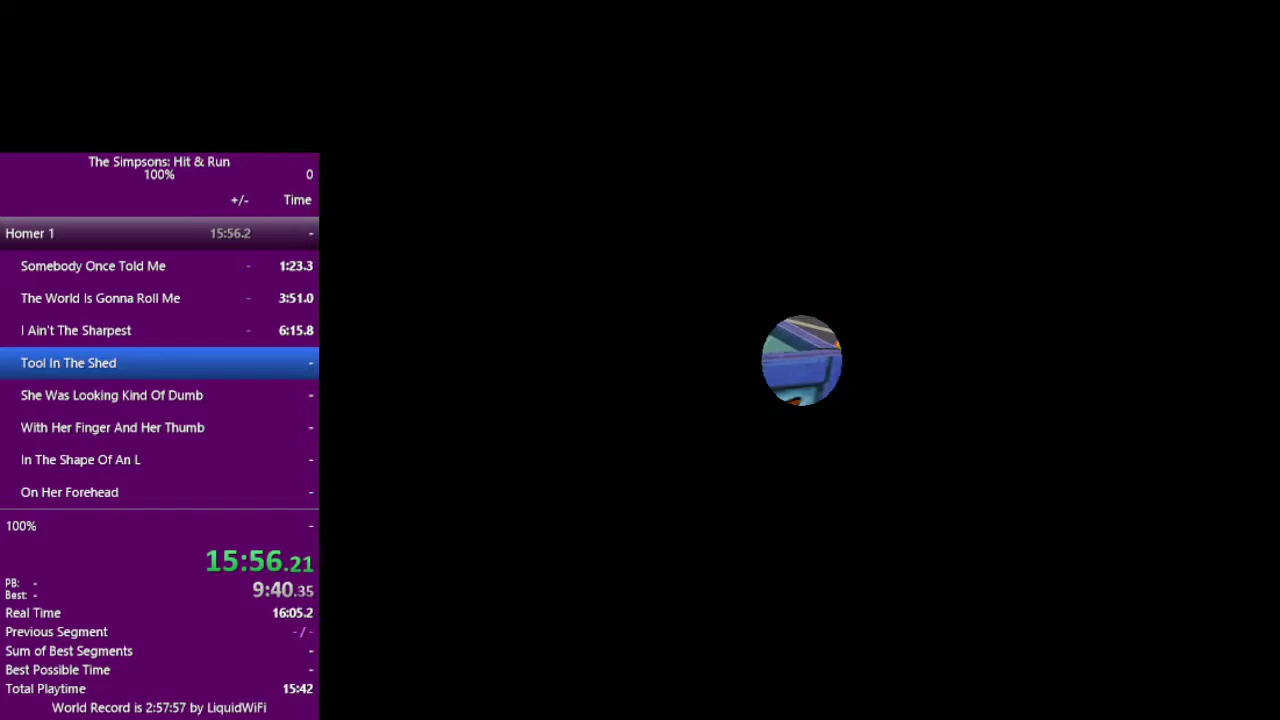 The Simpsons: Hit & Run
100% 0
+/- Time
Homer 1 15:56.2 -
Somebody Once Told Me - 1:23.3
The World Is Gonna Roll Me - 3:51.0
I Ain't The Sharpest - 6:15.8
Tool In The Shed -
She Was Looking Kind Of Dumb -
With Her Finger And Her Thumb -
In The Shape Of An L -
On Her Forehead -
100% -
15:56.21
PB: -
Best: - 9:40.35
Real Time 16:05.2
Previous Segment - / -
Sum of Best Segments -
Best Possible Time -
Total Playtime 15:42
World Record is 2:57:57 by LiquidWiFi